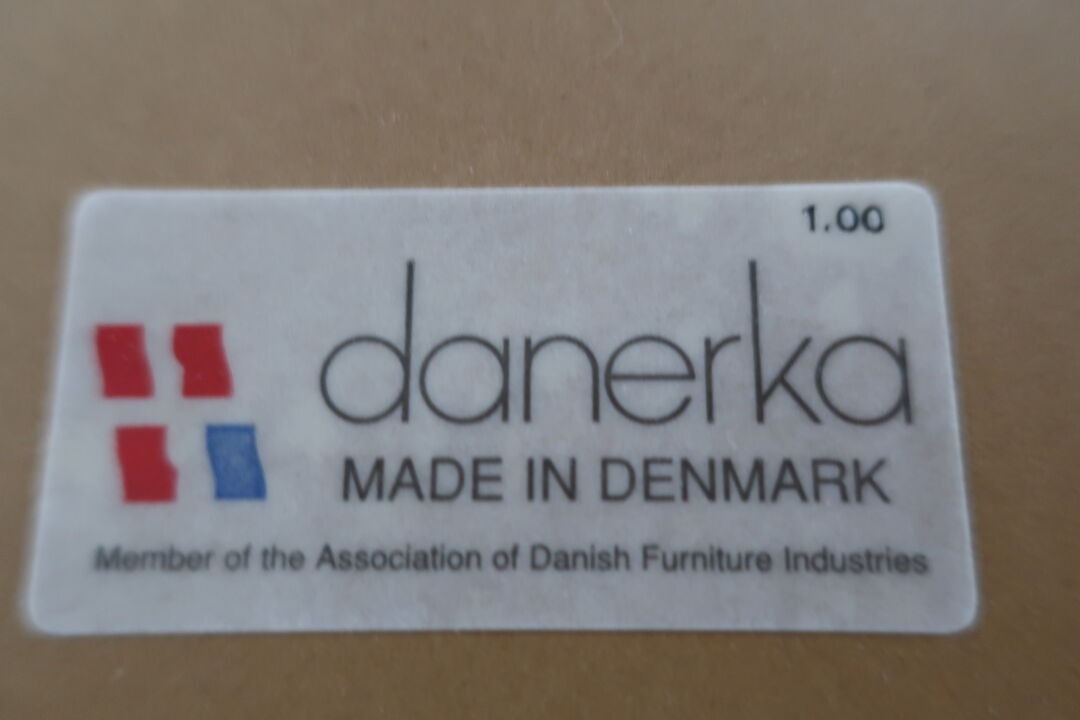 1.00
danerka
MADE IN DENMARK
Member of the Association of Danish Furniture Industries